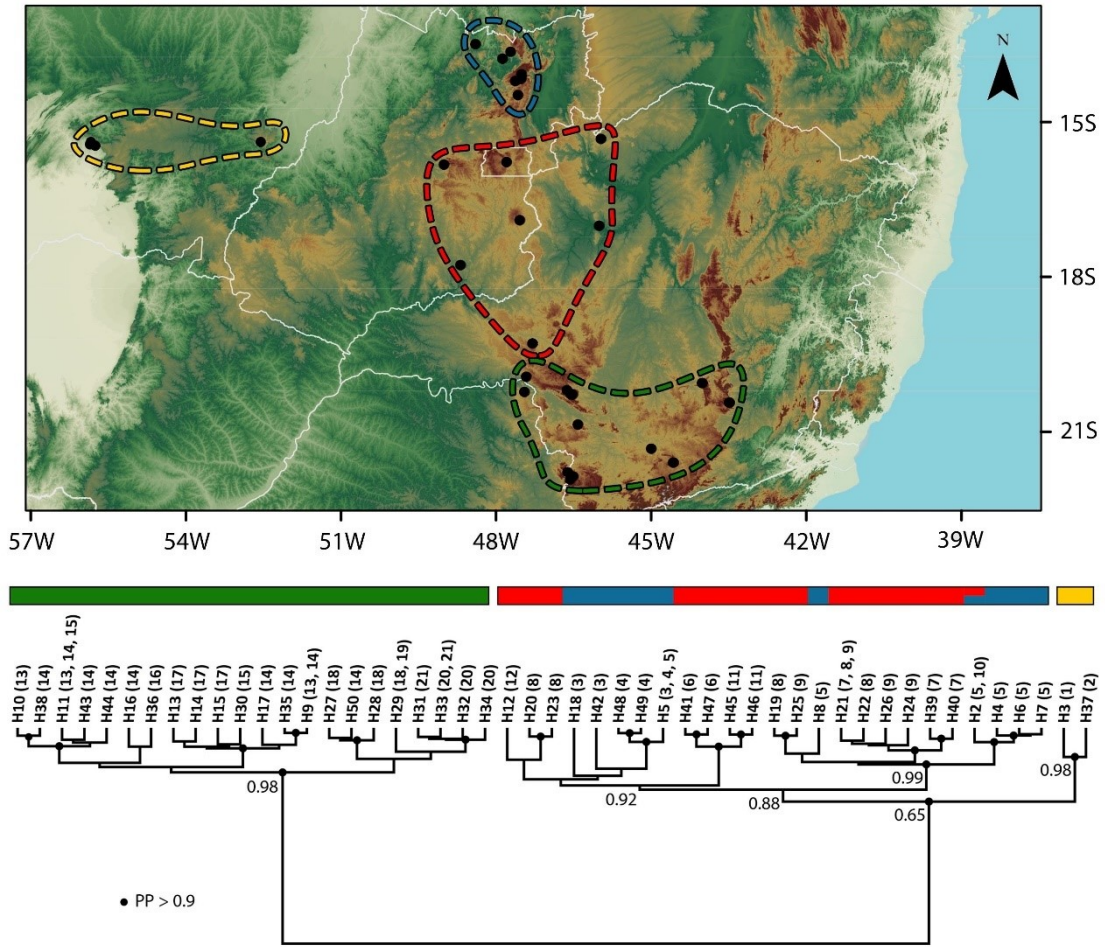 N
15S
18S
21S
57W
54W
51W
48W
45W
42W
39W
H10 (13)
H38 (14)
H11 (13, 14, 15)
H43 (14)
H44 (14)
H16 (14)
H36 (16)
H13 (17)
H14 (17)
H15 (17)
H30 (15)
H17 (14)
H35 (14)
H9 (13, 14)
H27 (18)
H50 (14)
H28 (18)
H29 (18, 19)
H31 (21)
H33 (20, 21)
H32 (20)
H34 (20)
H12 (12)
H20 (8)
H23 (8)
H18 (3)
H42 (3)
H48 (4)
H49 (4)
H5 (3, 4, 5)
H41 (6)
H47 (6)
H45 (11)
H46 (11)
H19 (8)
H25 (9)
H8 (5)
H21 (7, 8, 9)
H22 (8)
H26 (9)
H24 (9)
H39 (7)
H40 (7)
H2 (5, 10)
H4 (5)
H6 (5)
H7 (5)
H3 (1)
H37 (2)
0.98
0.92
0.88
0.99
0.65
0.98
PP > 0.9